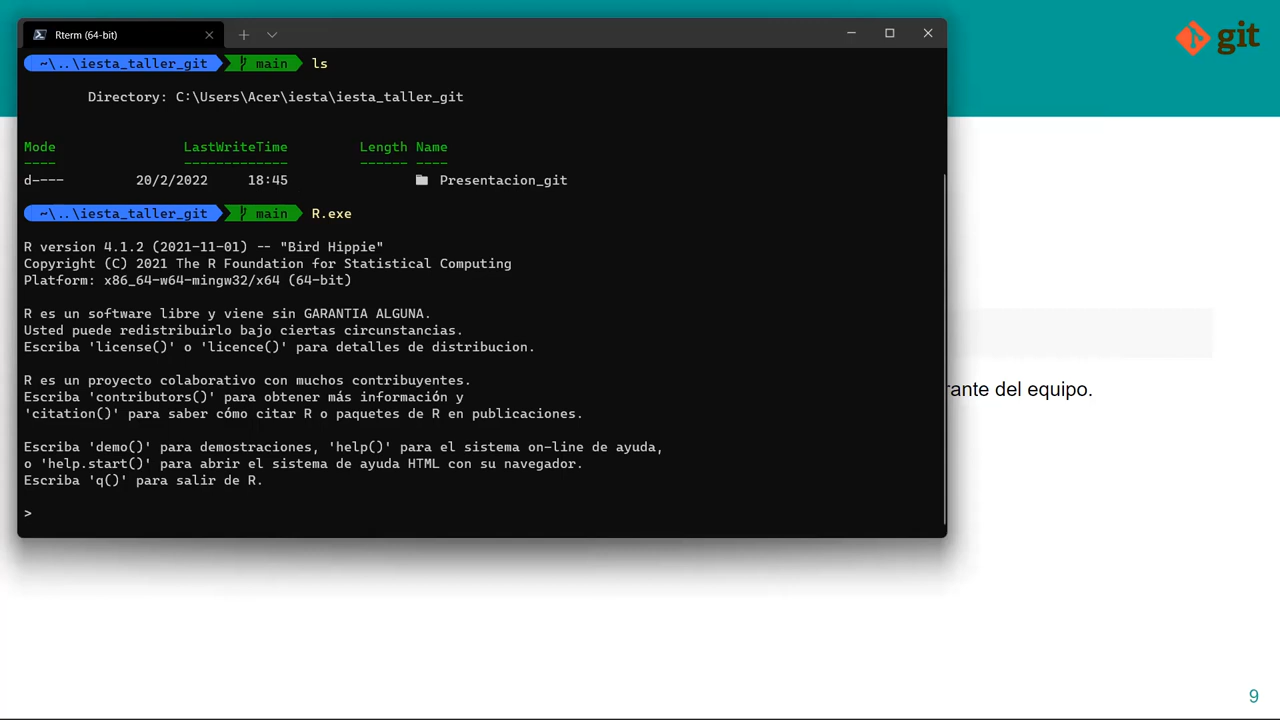 Rterm (64-bit)
~\..\iesta_taller_git main ls
Directory: C:\Users\Acer\iesta\iesta_taller_git
Mode LastWriteTime Length Name
---- ------------- ------ ----
d---- 20/2/2022 18:45 Presentacion_git
~\..\iesta_taller_git main R.exe
R version 4.1.2 (2021-11-01) -- "Bird Hippie"
Copyright (C) 2021 The R Foundation for Statistical Computing
Platform: x86_64-w64-mingw32/x64 (64-bit)
R es un software libre y viene sin GARANTIA ALGUNA.
Usted puede redistribuirlo bajo ciertas circunstancias.
Escriba 'license()' o 'licence()' para detalles de distribucion.
R es un proyecto colaborativo con muchos contribuyentes.
Escriba 'contributors()' para obtener más información y
'citation()' para saber cómo citar R o paquetes de R en publicaciones.
Escriba 'demo()' para demostraciones, 'help()' para el sistema on-line de ayuda,
o 'help.start()' para abrir el sistema de ayuda HTML con su navegador.
Escriba 'q()' para salir de R.
>
git
rante del equipo.
9